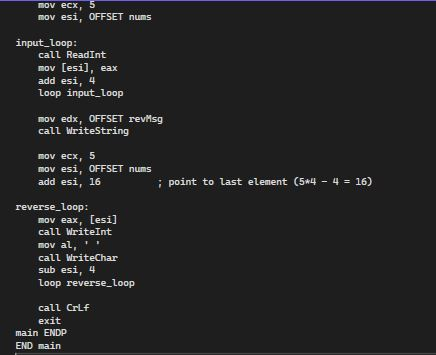 mov ecx, 5
mov esi, OFFSET nums
input_loop:
call ReadInt
mov [esi], eax
add esi, 4
loop input_loop
mov edx, OFFSET revMsg
call WriteString
mov ecx, 5
mov esi, OFFSET nums
add esi, 16 ; point to last element (5*4 - 4 = 16)
reverse_loop:
mov eax, [esi]
call WriteInt
mov al, ' '
call WriteChar
sub esi, 4
loop reverse_loop
call CrLf
exit
main ENDP
END main